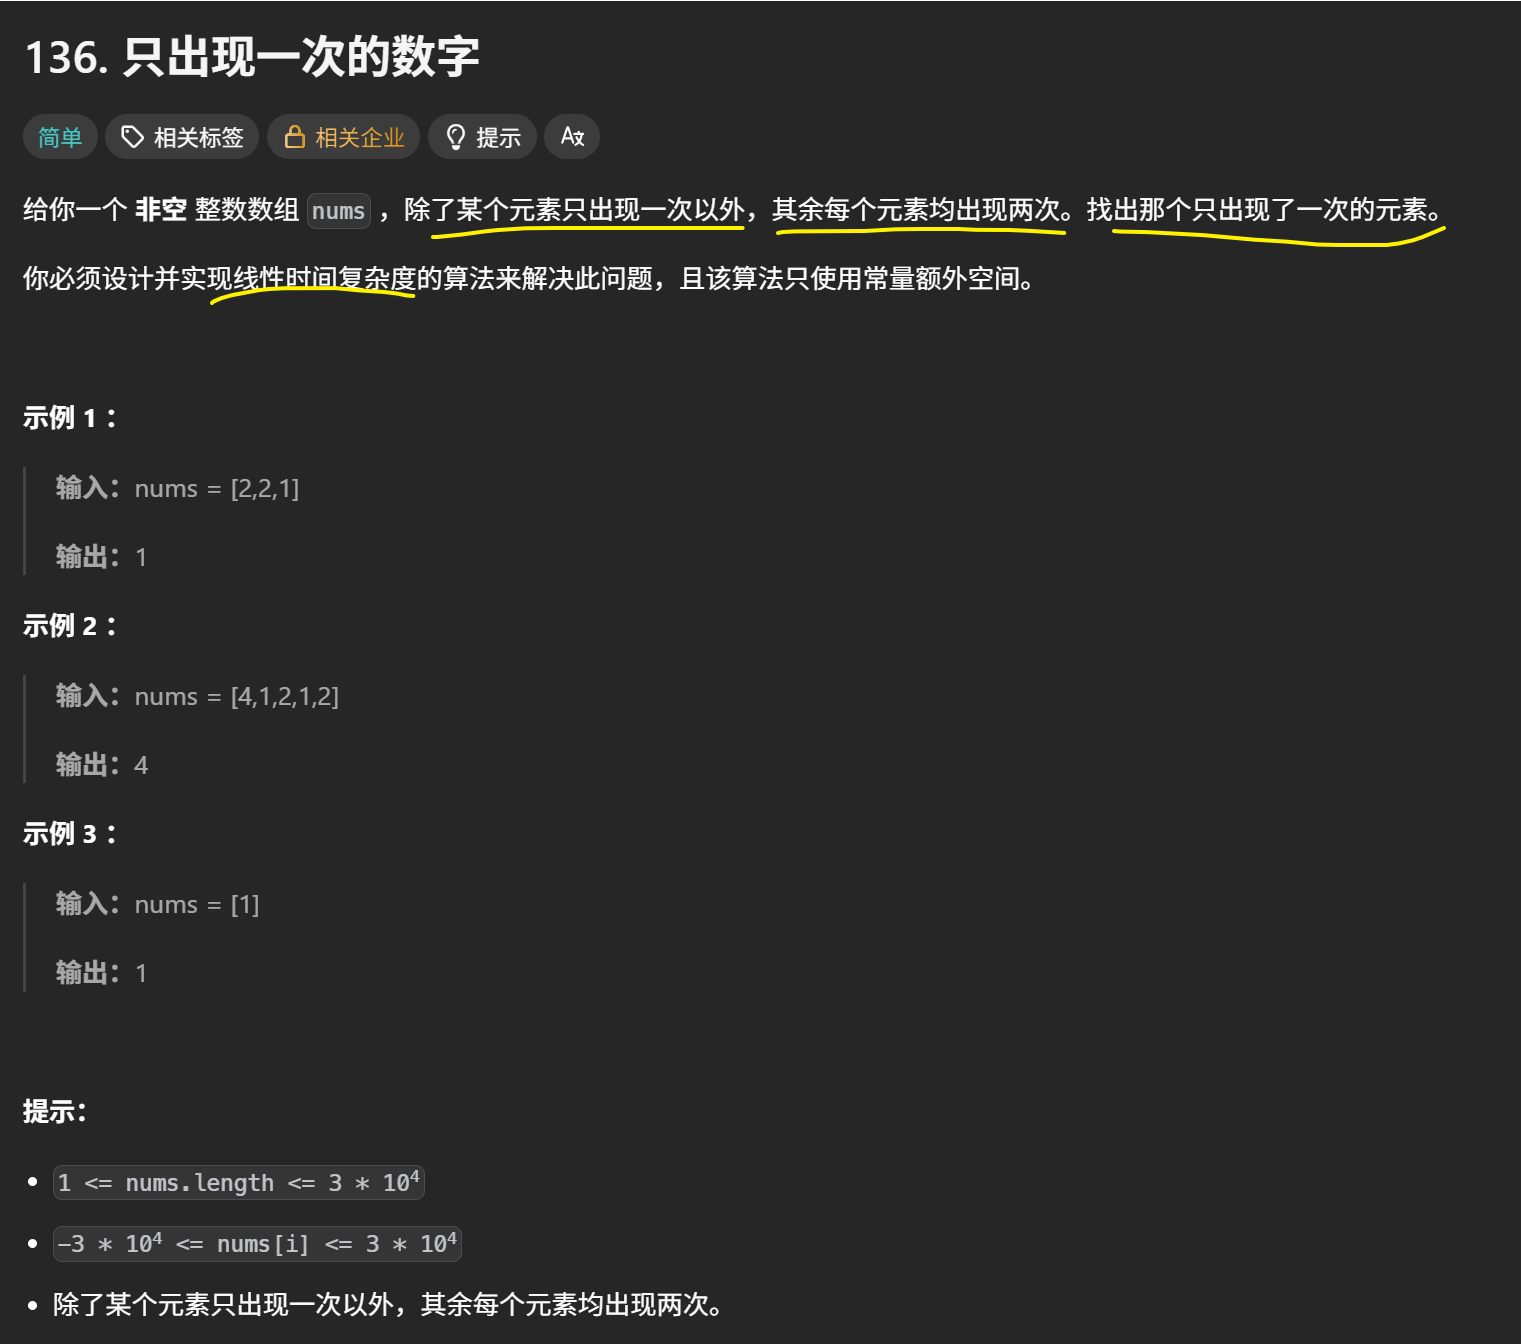 136. 只出现一次的数字
简单 相关标签 相关企业 提示 A文
给你一个 非空 整数数组 nums ，除了某个元素只出现一次以外，其余每个元素均出现两次。找出那个只出现了一次的元素。
你必须设计并实现线性时间复杂度的算法来解决此问题，且该算法只使用常量额外空间。
示例 1 ：
输入：nums = [2,2,1]
输出：1
示例 2 ：
输入：nums = [4,1,2,1,2]
输出：4
示例 3 ：
输入：nums = [1]
输出：1
提示：
1 <= nums.length <= 3 * 10⁴
-3 * 10⁴ <= nums[i] <= 3 * 10⁴
除了某个元素只出现一次以外，其余每个元素均出现两次。